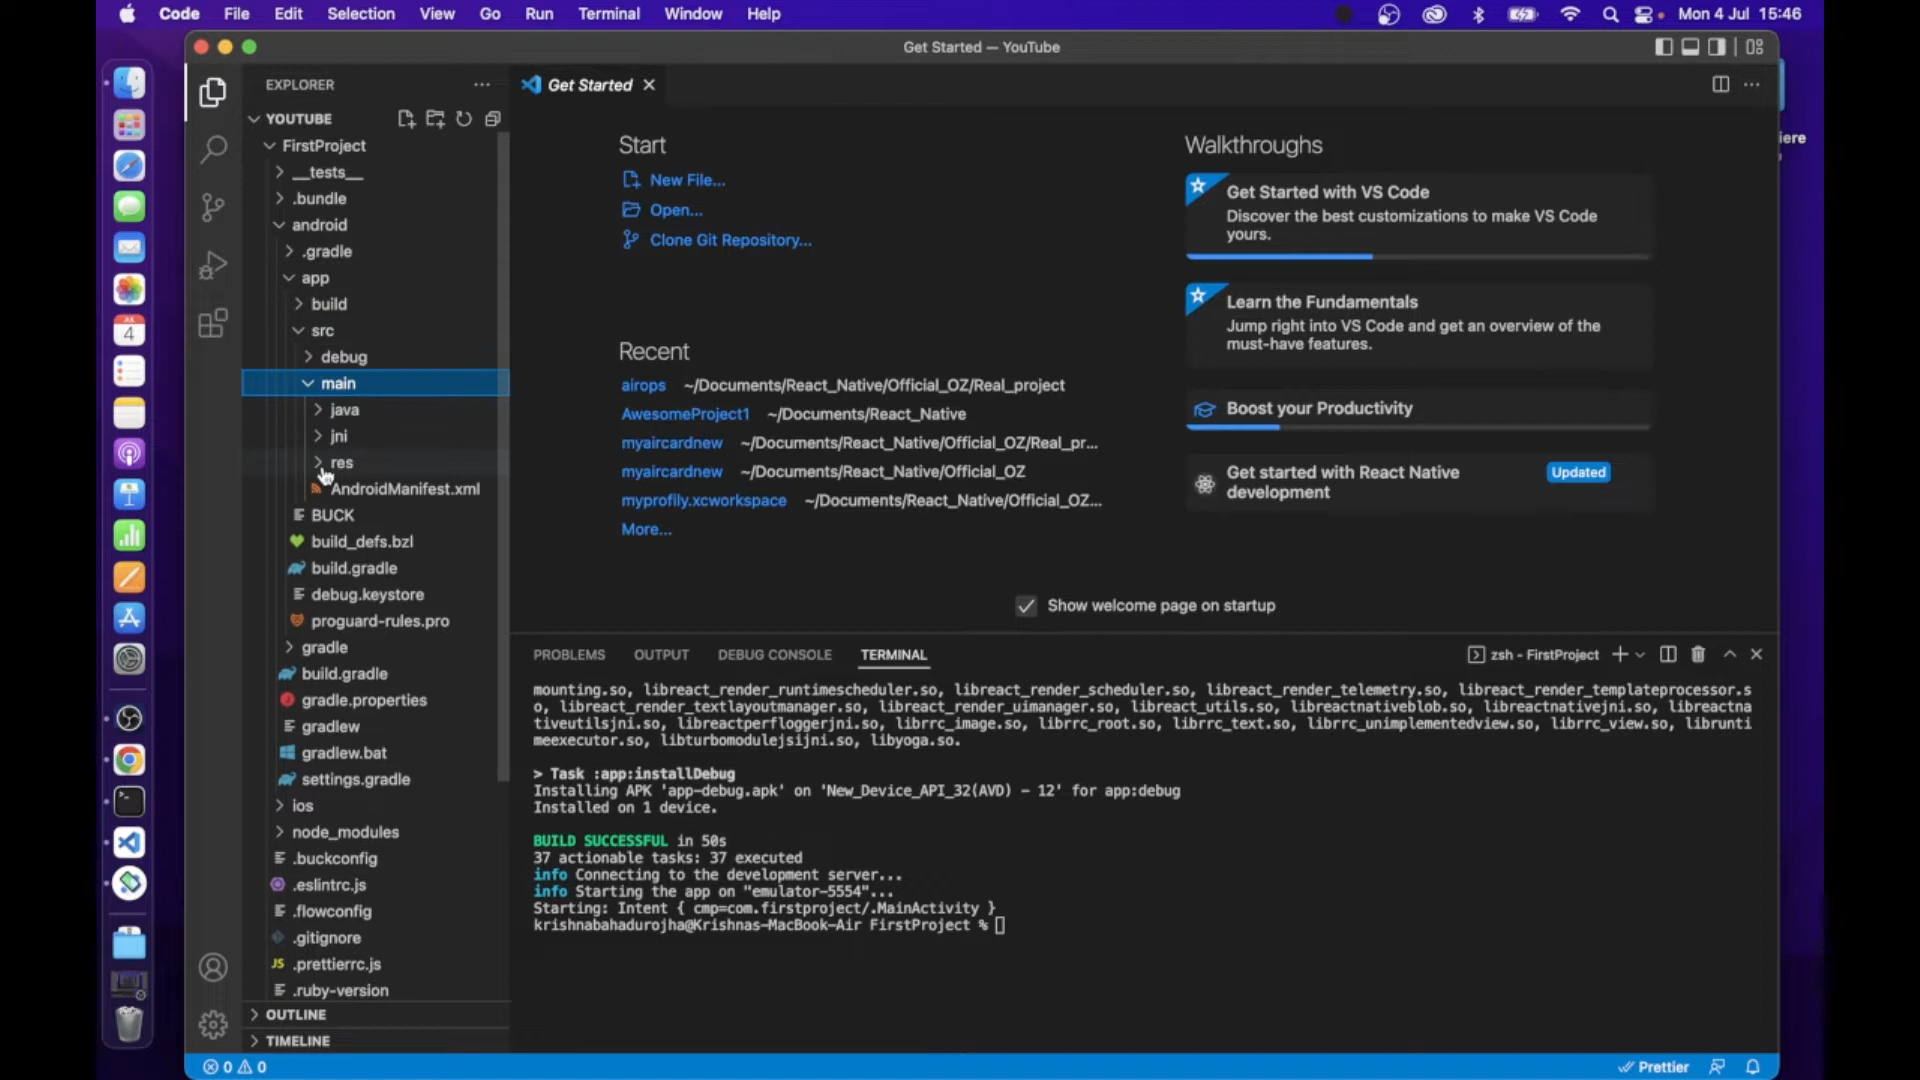 Code File Edit Selection View Go Run Terminal Window Help Mon 4 Jul 15:46
Get Started — YouTube
EXPLORER
YOUTUBE
FirstProject
__tests__
.bundle
android
.gradle
app
build
src
debug
main
java
jni
res
AndroidManifest.xml
BUCK
build_defs.bzl
build.gradle
debug.keystore
proguard-rules.pro
gradle
build.gradle
gradle.properties
gradlew
gradlew.bat
settings.gradle
ios
node_modules
.buckconfig
.eslintrc.js
.flowconfig
.gitignore
JS .prettierrc.js
.ruby-version
OUTLINE
TIMELINE
Get Started
Start
New File...
Open...
Clone Git Repository...
Recent
airops ~/Documents/React_Native/Official_OZ/Real_project
AwesomeProject1 ~/Documents/React_Native
myaircardnew ~/Documents/React_Native/Official_OZ/Real_pr...
myaircardnew ~/Documents/React_Native/Official_OZ
myprofily.xcworkspace ~/Documents/React_Native/Official_OZ...
More...
Walkthroughs
Get Started with VS Code
Discover the best customizations to make VS Code
yours.
Learn the Fundamentals
Jump right into VS Code and get an overview of the
must-have features.
Boost your Productivity
Get started with React Native
development
Updated
iere
Show welcome page on startup
PROBLEMS OUTPUT DEBUG CONSOLE TERMINAL
zsh - FirstProject
mounting.so, libreact_render_runtimescheduler.so, libreact_render_scheduler.so, libreact_render_telemetry.so, libreact_render_templateprocessor.s
o, libreact_render_textlayoutmanager.so, libreact_render_uimanager.so, libreact_utils.so, libreactnativeblob.so, libreactnativejni.so, libreactna
tiveutilsjni.so, libreactperfloggerjni.so, librrc_image.so, librrc_root.so, librrc_text.so, librrc_unimplementedview.so, librrc_view.so, librunti
meexecutor.so, libturbomodulejsijni.so, libyoga.so.
> Task :app:installDebug
Installing APK 'app-debug.apk' on 'New_Device_API_32(AVD) - 12' for app:debug
Installed on 1 device.
BUILD SUCCESSFUL in 50s
37 actionable tasks: 37 executed
info Connecting to the development server...
info Starting the app on "emulator-5554"...
Starting: Intent { cmp=com.firstproject/.MainActivity }
krishnabahadurojha@Krishnas-MacBook-Air FirstProject %
0 0
Prettier
4